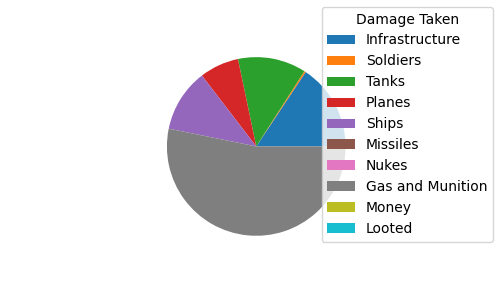 Damage Taken
Infrastructure
Soldiers
Tanks
Planes
Ships
Missiles
Nukes
Gas and Munition
Money
Looted